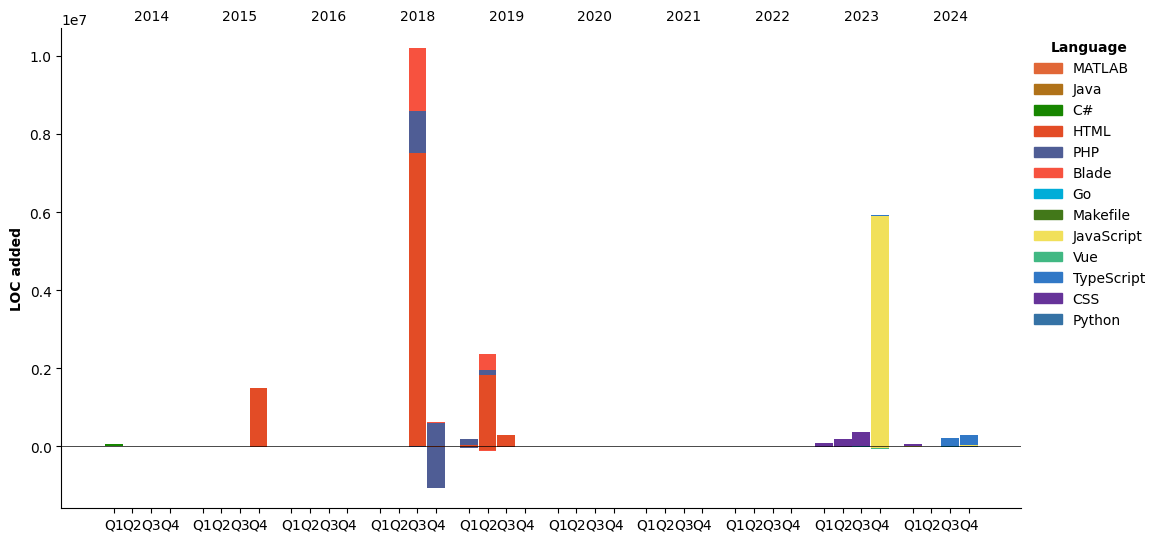 2014 2015 2016 2018 2019 2020 2021 2022 2023 2024
1e7
1.0
0.8
0.6
0.4
0.2
0.0
LOC added
Q1Q2Q3Q4 Q1Q2Q3Q4 Q1Q2Q3Q4 Q1Q2Q3Q4 Q1Q2Q3Q4 Q1Q2Q3Q4 Q1Q2Q3Q4 Q1Q2Q3Q4 Q1Q2Q3Q4 Q1Q2Q3Q4
Language
MATLAB
Java
C#
HTML
PHP
Blade
Go
Makefile
JavaScript
Vue
TypeScript
CSS
Python